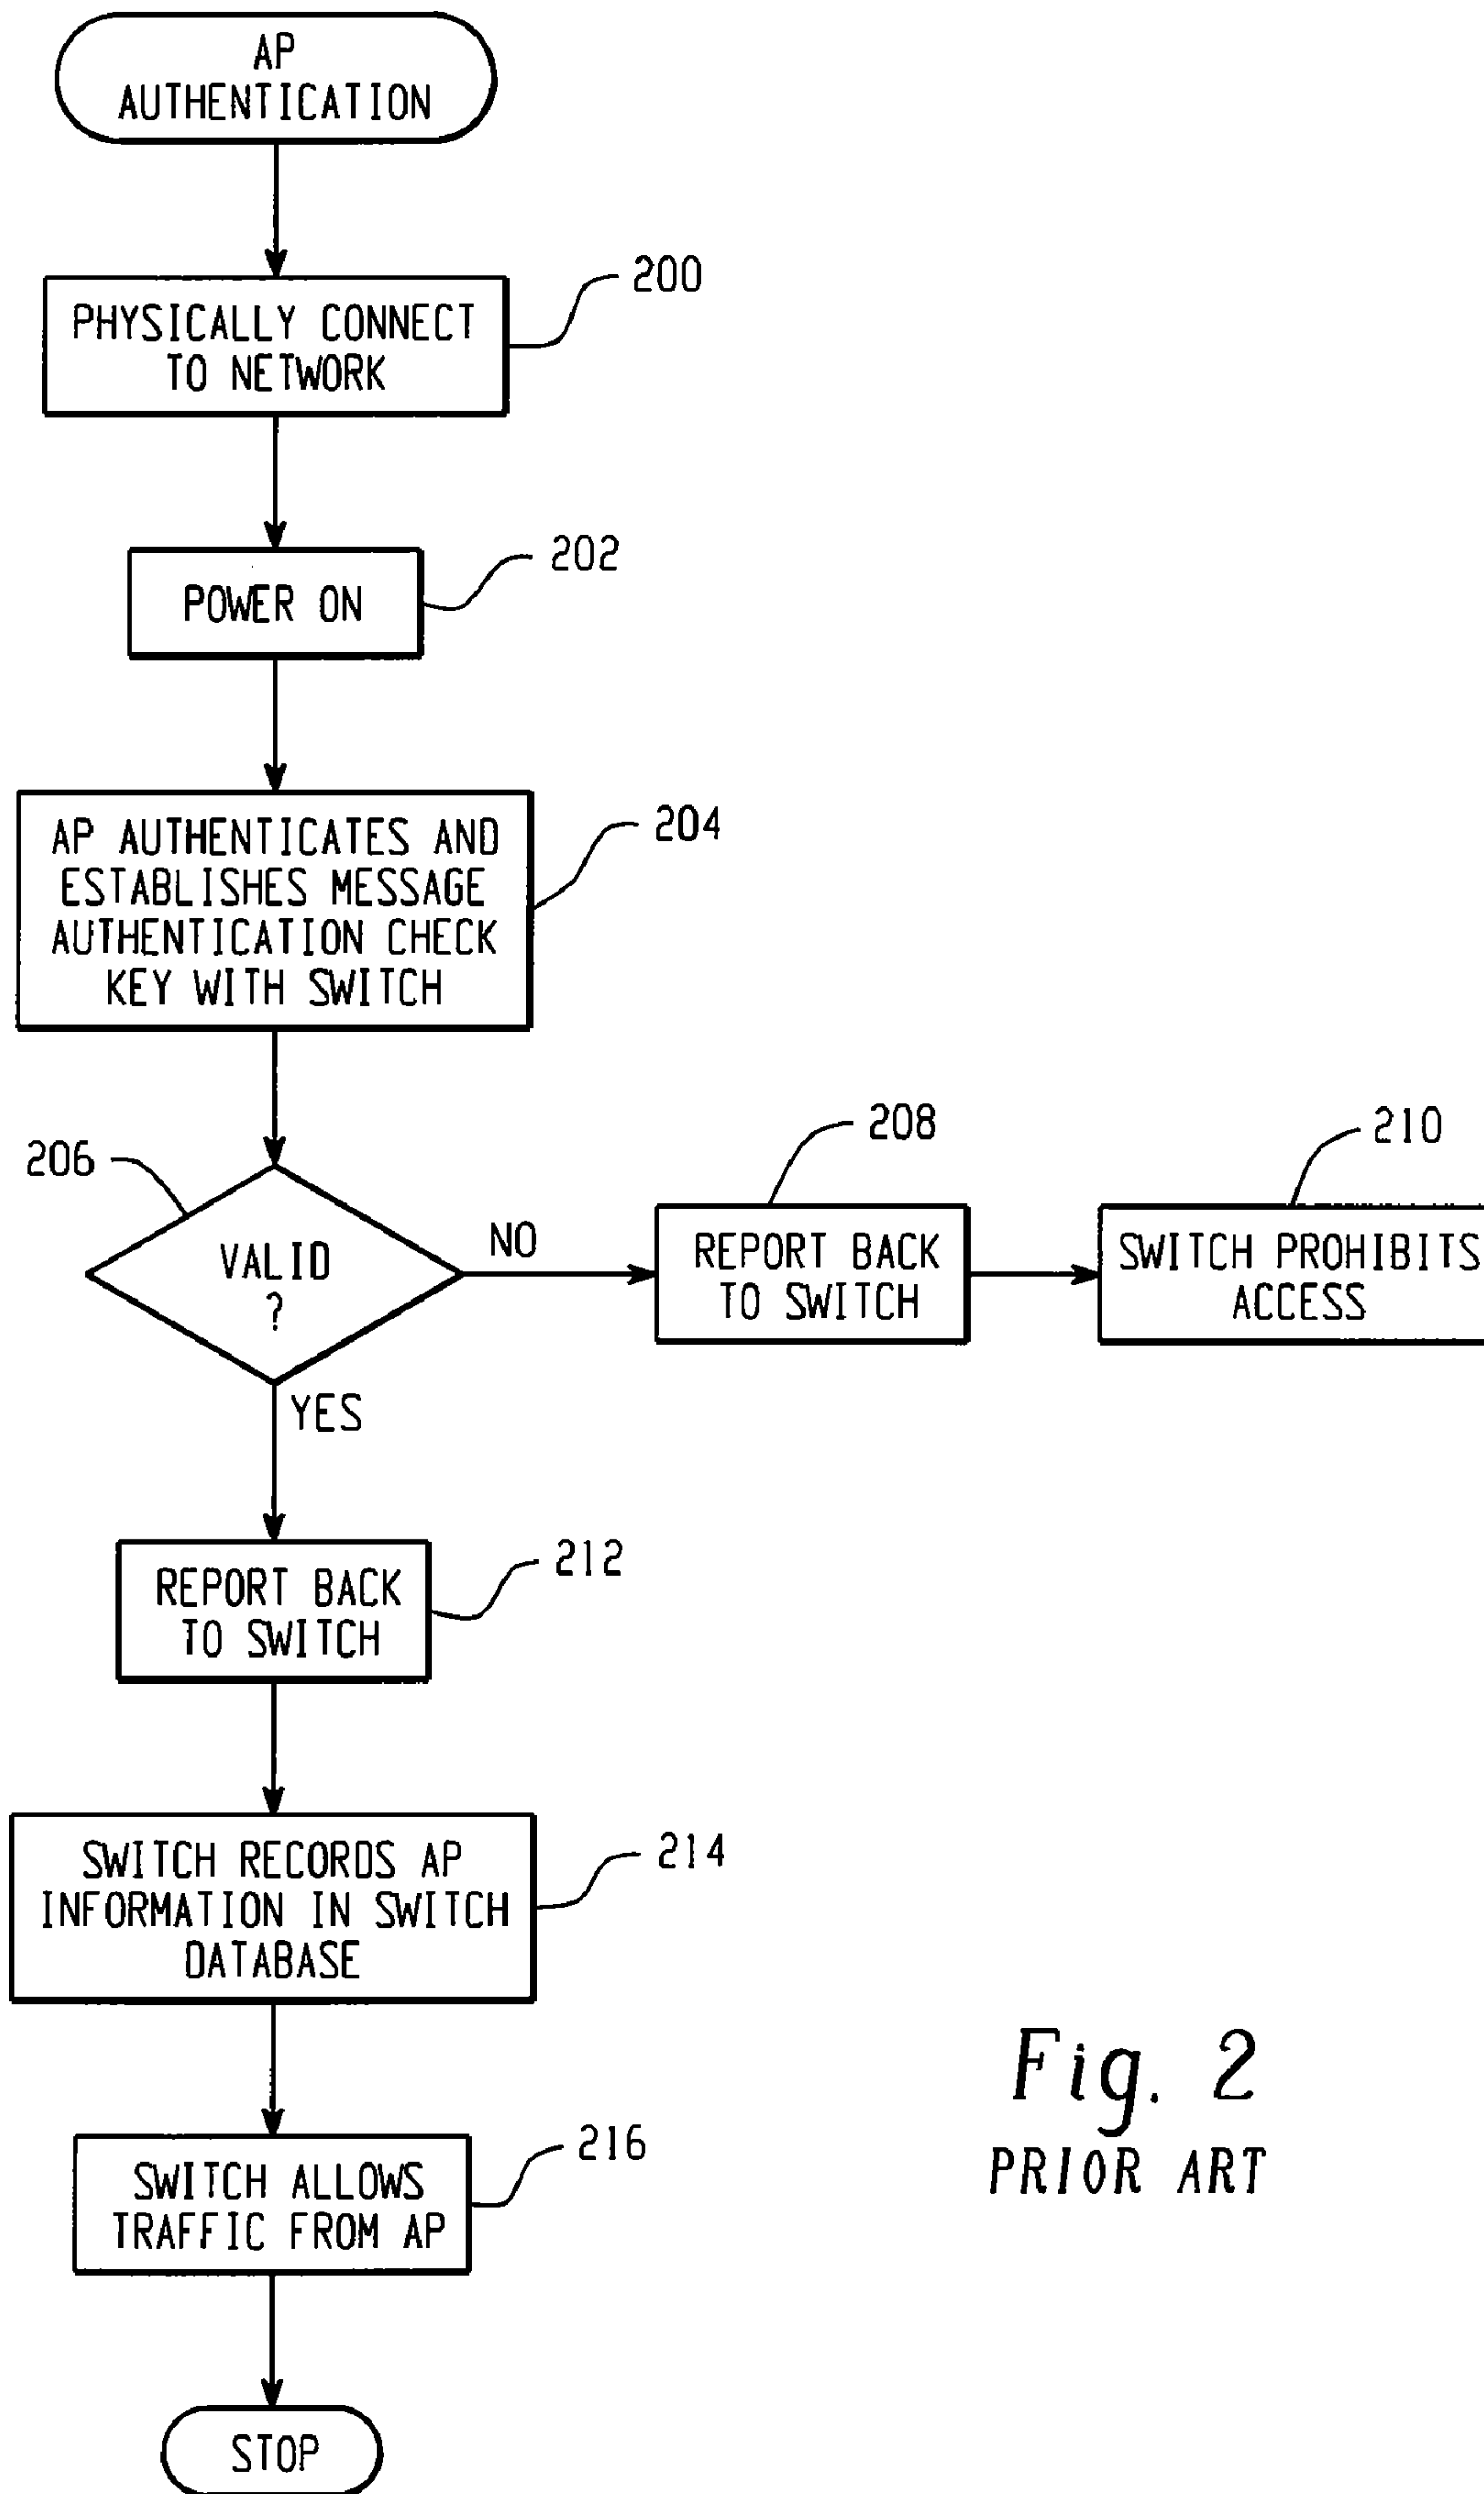 AP
AUTHENTICATION
200
PHYSICALLY CONNECT
TO NETWORK
202
POWER ON
204
AP AUTHENTICATES AND
ESTABLISHES MESSAGE
AUTHENTICATION CHECK
KEY WITH SWITCH
206
VALID
?
NO
YES
208
REPORT BACK
TO SWITCH
210
SWITCH PROHIBITS
ACCESS
212
REPORT BACK
TO SWITCH
214
SWITCH RECORDS AP
INFORMATION IN SWITCH
DATABASE
216
SWITCH ALLOWS
TRAFFIC FROM AP
STOP
Fig. 2
PRIOR ART